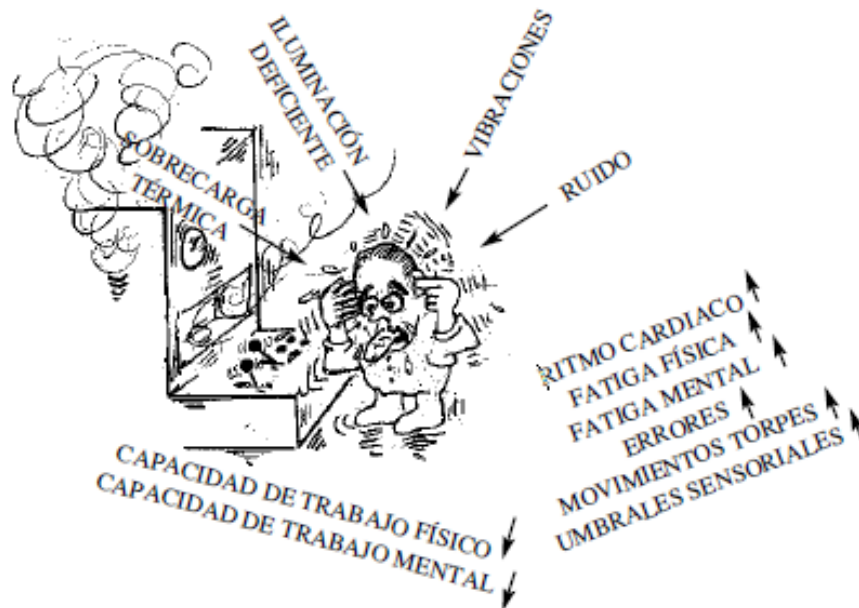 ILUMINACIÓN
DEFICIENTE
VIBRACIONES
SOBRECARGA
TÉRMICA
RUIDO
RITMO CARDIACO
FATIGA FÍSICA
FATIGA MENTAL
ERRORES
MOVIMIENTOS TORPES
UMBRALES SENSORIALES
CAPACIDAD DE TRABAJO FÍSICO
CAPACIDAD DE TRABAJO MENTAL